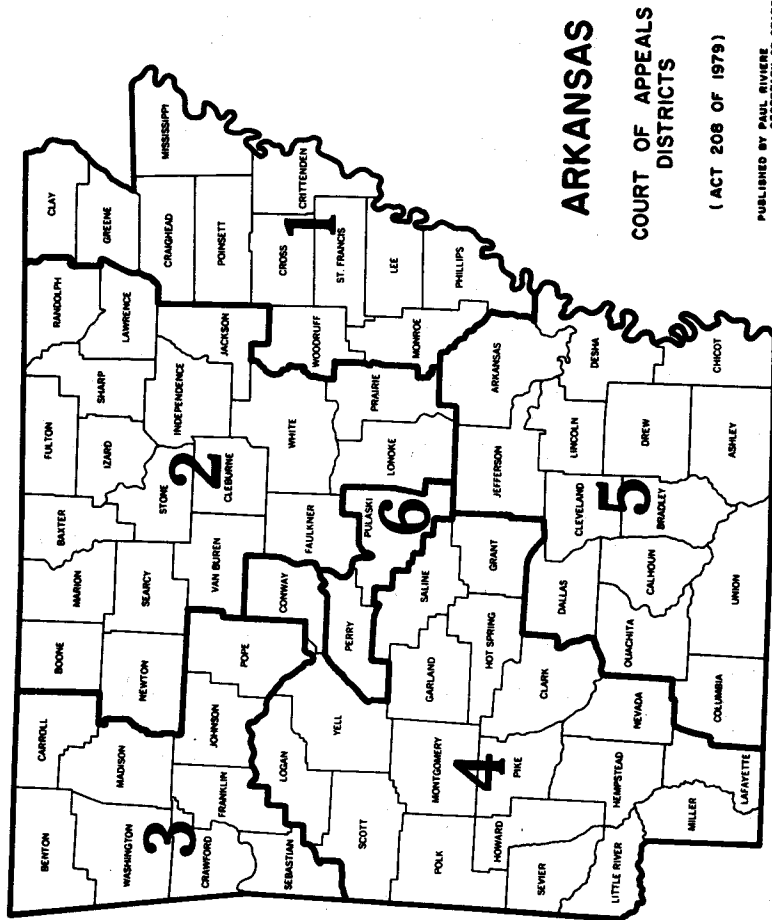 BENTON
CARROLL
BOONE
MARION
BAXTER
FULTON
RANDOLPH
CLAY
WASHINGTON
MADISON
NEWTON
SEARCY
IZARD
SHARP
LAWRENCE
GREENE
3
CRAWFORD
FRANKLIN
JOHNSON
POPE
VAN BUREN
STONE
2
CLEBURNE
INDEPENDENCE
JACKSON
CRAIGHEAD
MISSISSIPPI
POINSETT
SEBASTIAN
LOGAN
CONWAY
FAULKNER
WHITE
WOODRUFF
CROSS
CRITTENDEN
1
ST. FRANCIS
SCOTT
YELL
PERRY
PULASKI
6
LONOKE
PRAIRIE
MONROE
LEE
PHILLIPS
POLK
MONTGOMERY
GARLAND
SALINE
4
HOT SPRING
GRANT
JEFFERSON
ARKANSAS
HOWARD
PIKE
CLARK
DALLAS
CLEVELAND
LINCOLN
DESHA
SEVIER
5
LITTLE RIVER
HEMPSTEAD
NEVADA
OUACHITA
CALHOUN
BRADLEY
DREW
MILLER
LAFAYETTE
COLUMBIA
UNION
ASHLEY
CHICOT
ARKANSAS
COURT OF APPEALS
DISTRICTS
( ACT 208 OF 1979 )
PUBLISHED BY PAUL RIVIERE